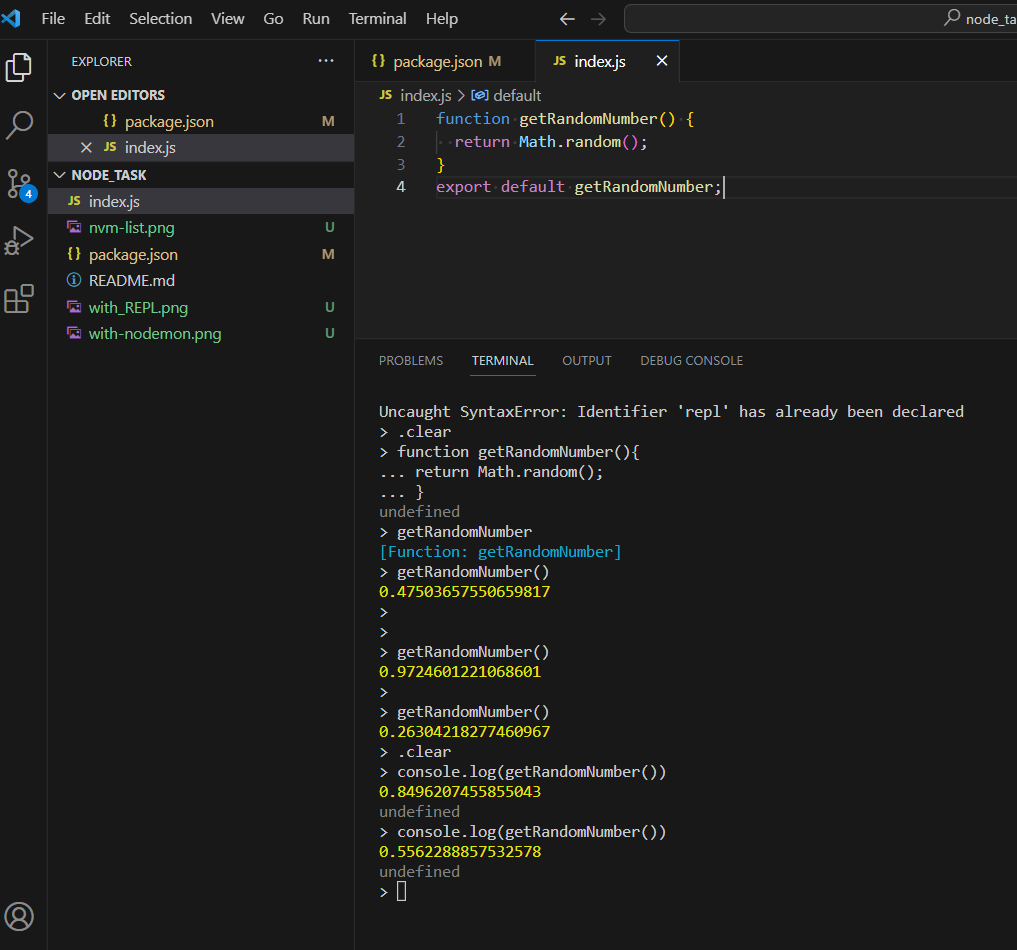 File Edit Selection View Go Run Terminal Help
node_ta
EXPLORER
OPEN EDITORS
{} package.json M
JS index.js
NODE_TASK
JS index.js
nvm-list.png U
{} package.json M
README.md
with_REPL.png U
with-nodemon.png U
4
{} package.json M
JS index.js
JS index.js > default
1 function getRandomNumber() {
2 return Math.random();
3 }
4 export default getRandomNumber;
PROBLEMS TERMINAL OUTPUT DEBUG CONSOLE
Uncaught SyntaxError: Identifier 'repl' has already been declared
> .clear
> function getRandomNumber(){
... return Math.random();
... }
undefined
> getRandomNumber
[Function: getRandomNumber]
> getRandomNumber()
0.47503657550659817
>
>
> getRandomNumber()
0.9724601221068601
>
> getRandomNumber()
0.26304218277460967
> .clear
> console.log(getRandomNumber())
0.8496207455855043
undefined
> console.log(getRandomNumber())
0.5562288857532578
undefined
>